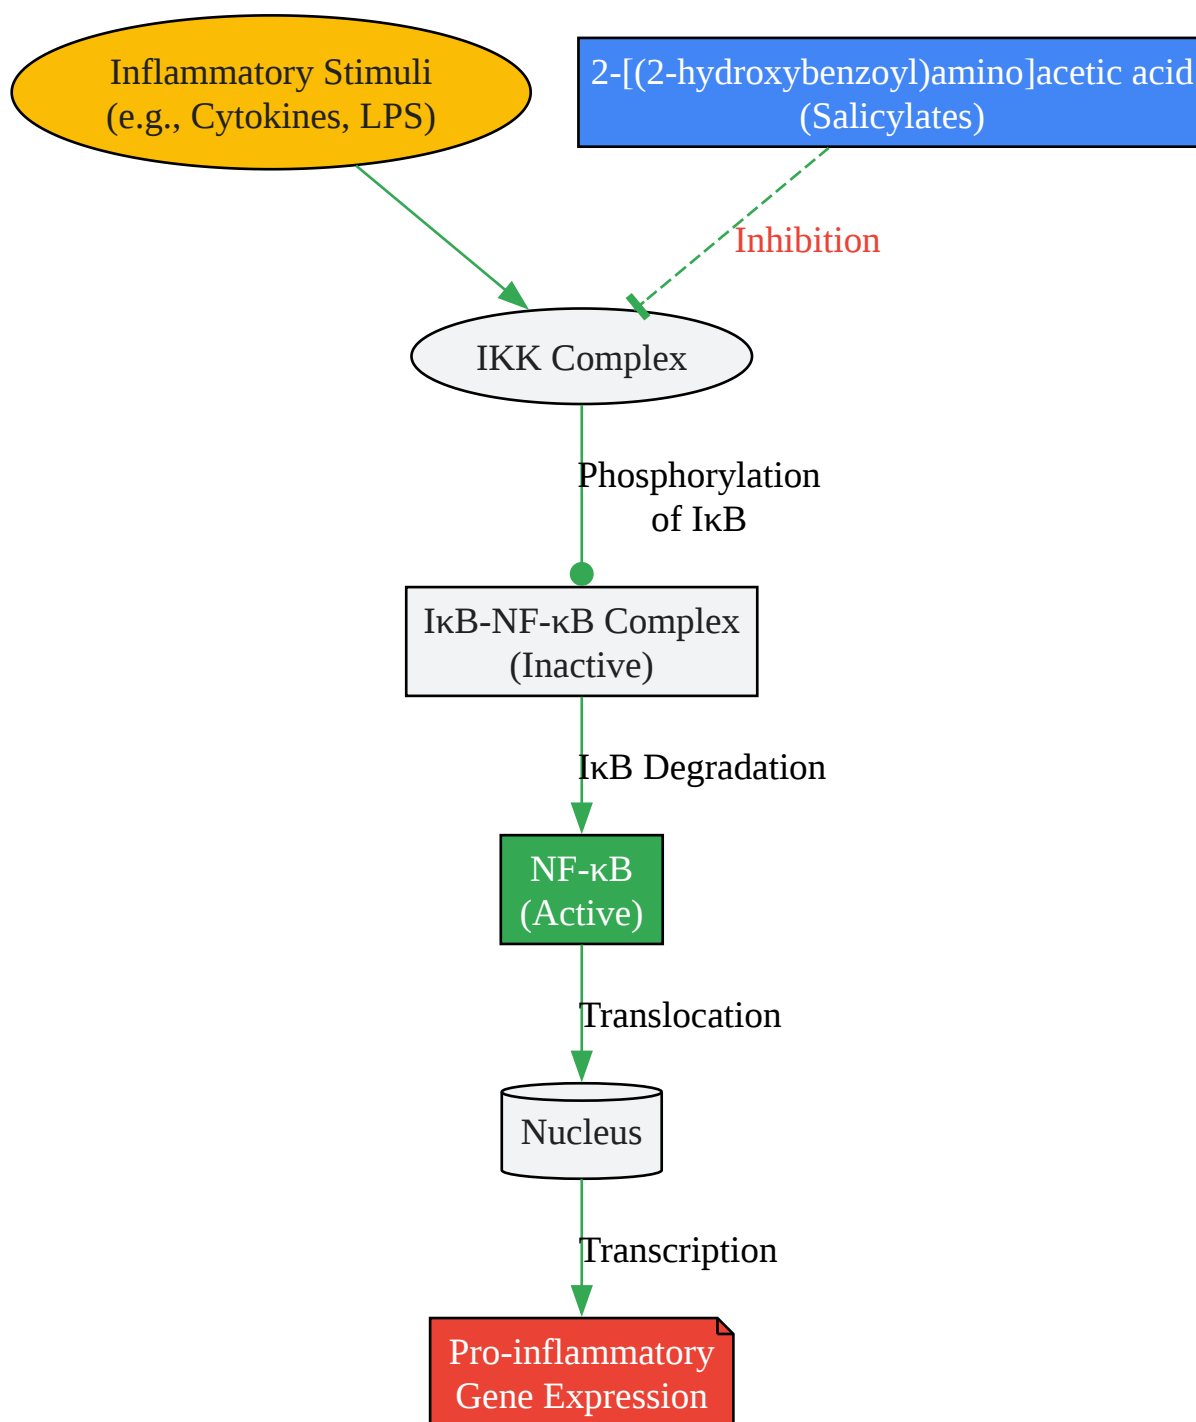 Inflammatory Stimuli
(e.g., Cytokines, LPS)
2-[(2-hydroxybenzoyl)amino]acetic acid
(Salicylates)
Inhibition
IKK Complex
Phosphorylation
of IκB
IκB-NF-κB Complex
(Inactive)
IκB Degradation
NF-κB
(Active)
Translocation
Nucleus
Transcription
Pro-inflammatory
Gene Expression